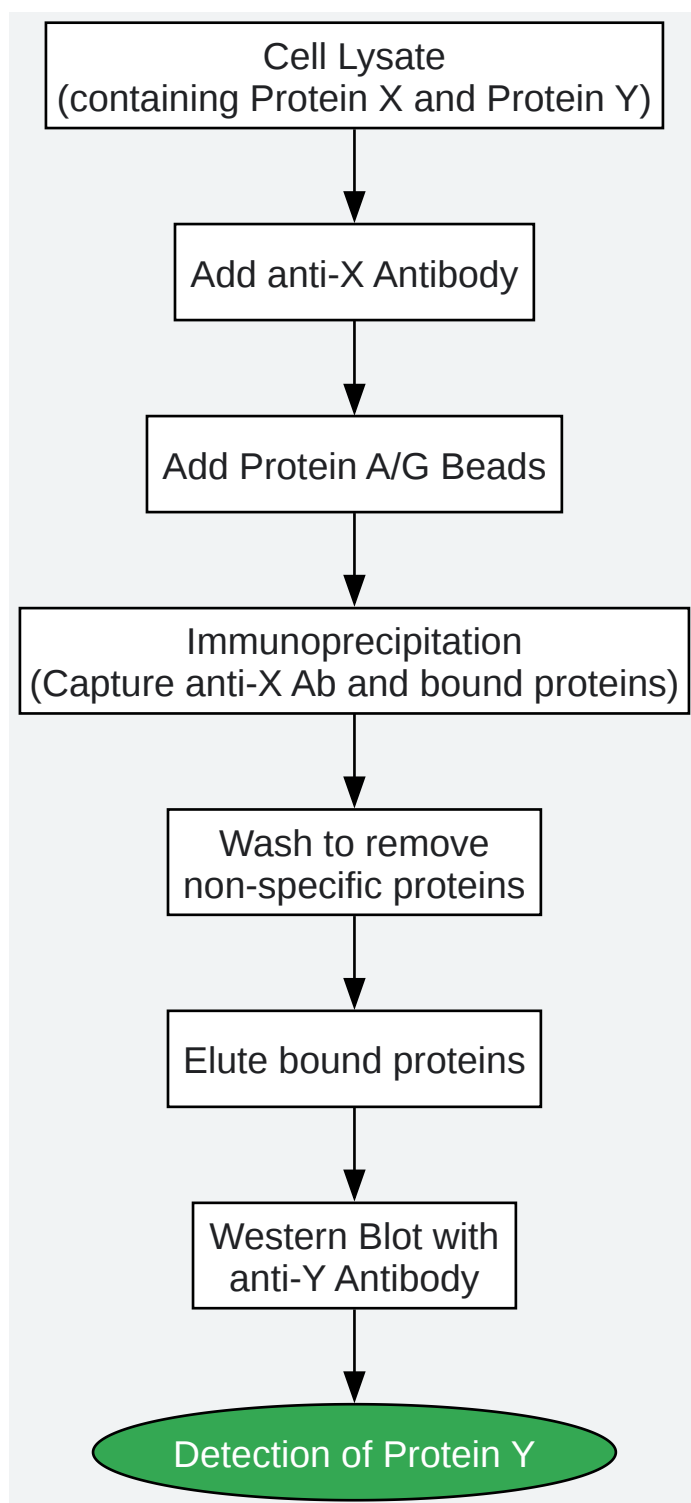 Cell Lysate
(containing Protein X and Protein Y)
Add anti-X Antibody
Add Protein A/G Beads
Immunoprecipitation
(Capture anti-X Ab and bound proteins)
Wash to remove
non-specific proteins
Elute bound proteins
Western Blot with
anti-Y Antibody
Detection of Protein Y